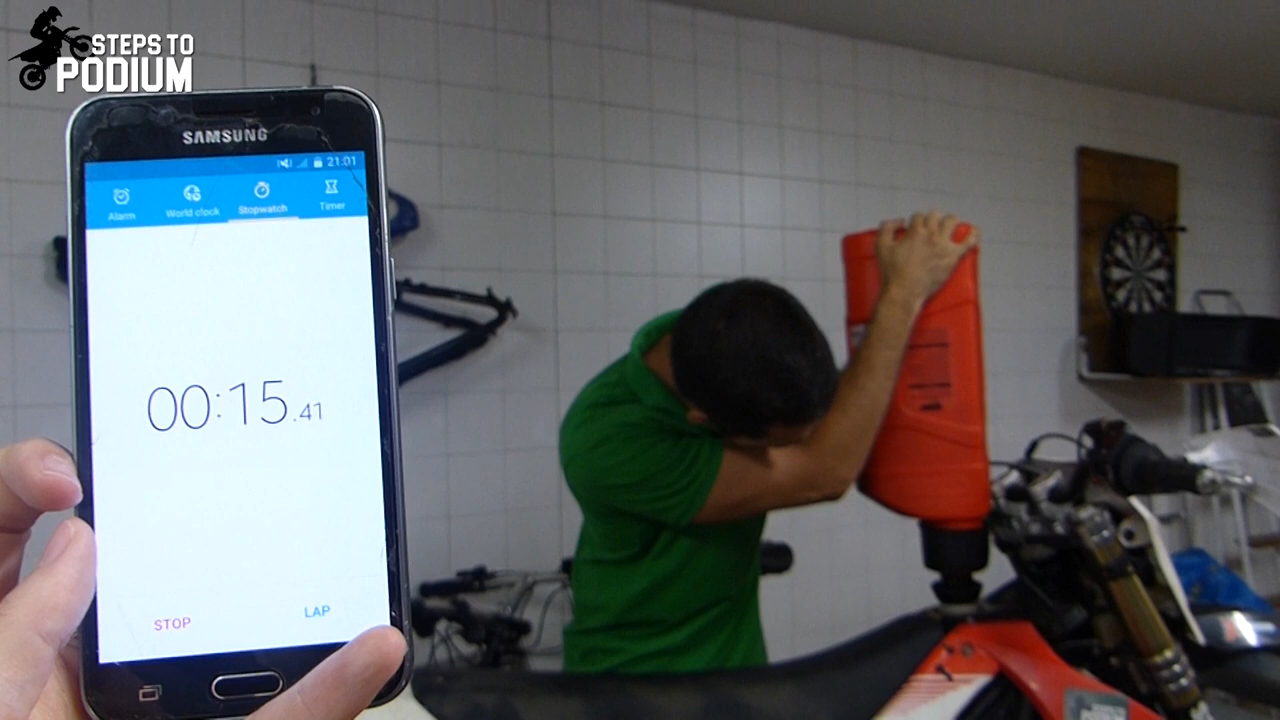 STEPS TO
PODIUM
SAMSUNG
21:01
Alarm
World clock
Stopwatch
Timer
00:15.41
STOP
LAP